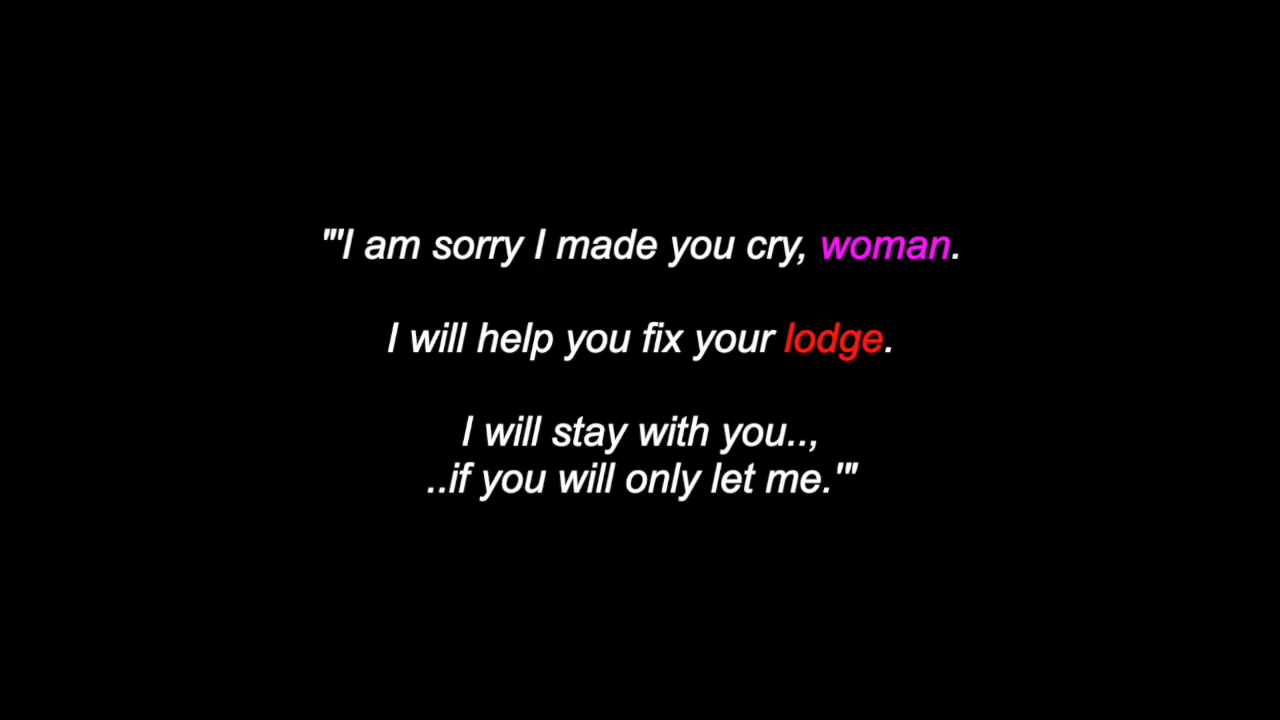 "'I am sorry I made you cry, woman.
I will help you fix your lodge.
I will stay with you..,
..if you will only let me.'"